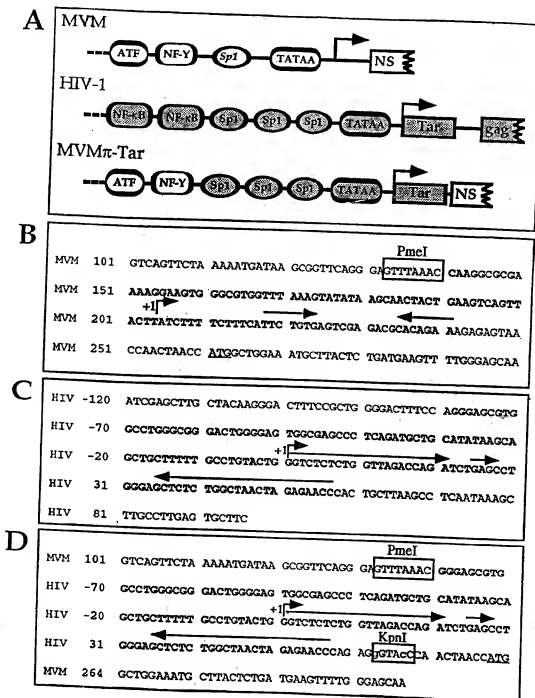 A
MVM
ATF NF-Y Sp1 TATAA NS
HIV-1
NF-κB NF-κB Sp1 Sp1 Sp1 TATAA Tar gag
MVMπ-Tar
ATF NF-Y Sp1 Sp1 Sp1 TATAA Tar NS
B
PmeI
MVM 101 GTCAGTTCTA AAAATGATAA GCGGTTCAGG GAGTTTAAAC CAAGGCGCGA
MVM 151 AAAGGAAGTG GGCGTGGTTT AAAGTATATA AGCAACTACT GAAGTCAGTT
+1
MVM 201 ACTTATCTTT TCTTTCATTC TGTGAGTCGA GACGCACAGA AAGAGAGTAA
MVM 251 CCAACTAACC ATGGCTGGAA ATGCTTACTC TGATGAAGTT TTGGGAGCAA
C
HIV -120 ATCGAGCTTG CTACAAGGGA CTTTCCGCTG GGGACTTTCC AGGGAGCGTG
HIV -70 GCCTGGGCGG GACTGGGGAG TGGCGAGCCC TCAGATGCTG CATATAAGCA
+1
HIV -20 GCTGCTTTTT GCCTGTACTG GGTCTCTCTG GTTAGACCAG ATCTGAGCCT
HIV 31 GGGAGCTCTC TGGCTAACTA GAGAACCCAC TGCTTAAGCC TCAATAAAGC
HIV 81 TTGCCTTGAG TGCTTC
D
PmeI
MVM 101 GTCAGTTCTA AAAATGATAA GCGGTTCAGG GAGTTTAAAC GGGAGCGTG
HIV -70 GCCTGGGCGG GACTGGGGAG TGGCGAGCCC TCAGATGCTG CATATAAGCA
+1
HIV -20 GCTGCTTTTT GCCTGTACTG GGTCTCTCTG GTTAGACCAG ATCTGAGCCT
KpnI
HIV 31 GGGAGCTCTC TGGCTAACTA GAGAACCCAG AGgGTAcCCA ACTAACCATG
MVM 264 GCTGGAAATG CTTACTCTGA TGAAGTTTTG GGAGCAA